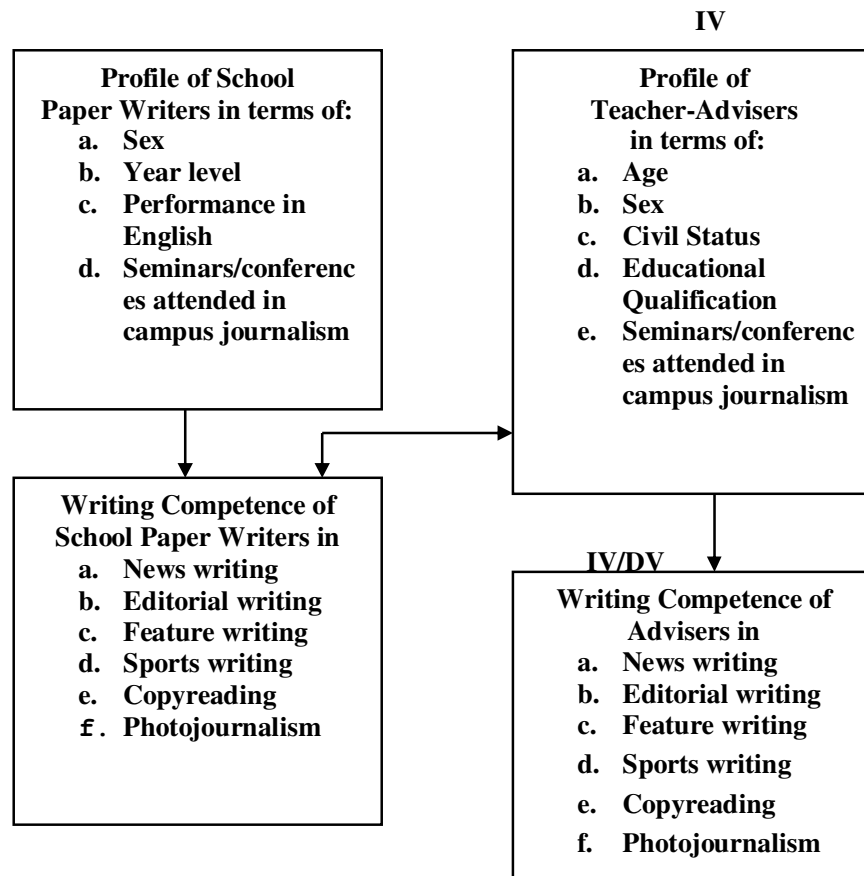 IV
Profile of School
Paper Writers in terms of:
a. Sex
b. Year level
c. Performance in
English
d. Seminars/conferenc
es attended in
campus journalism
Profile of
Teacher-Advisers
in terms of:
a. Age
b. Sex
c. Civil Status
d. Educational
Qualification
e. Seminars/conferenc
es attended in
campus journalism
Writing Competence of
School Paper Writers in
a. News writing
b. Editorial writing
c. Feature writing
d. Sports writing
e. Copyreading
f. Photojournalism
IV/DV
Writing Competence of
Advisers in
a. News writing
b. Editorial writing
c. Feature writing
d. Sports writing
e. Copyreading
f. Photojournalism